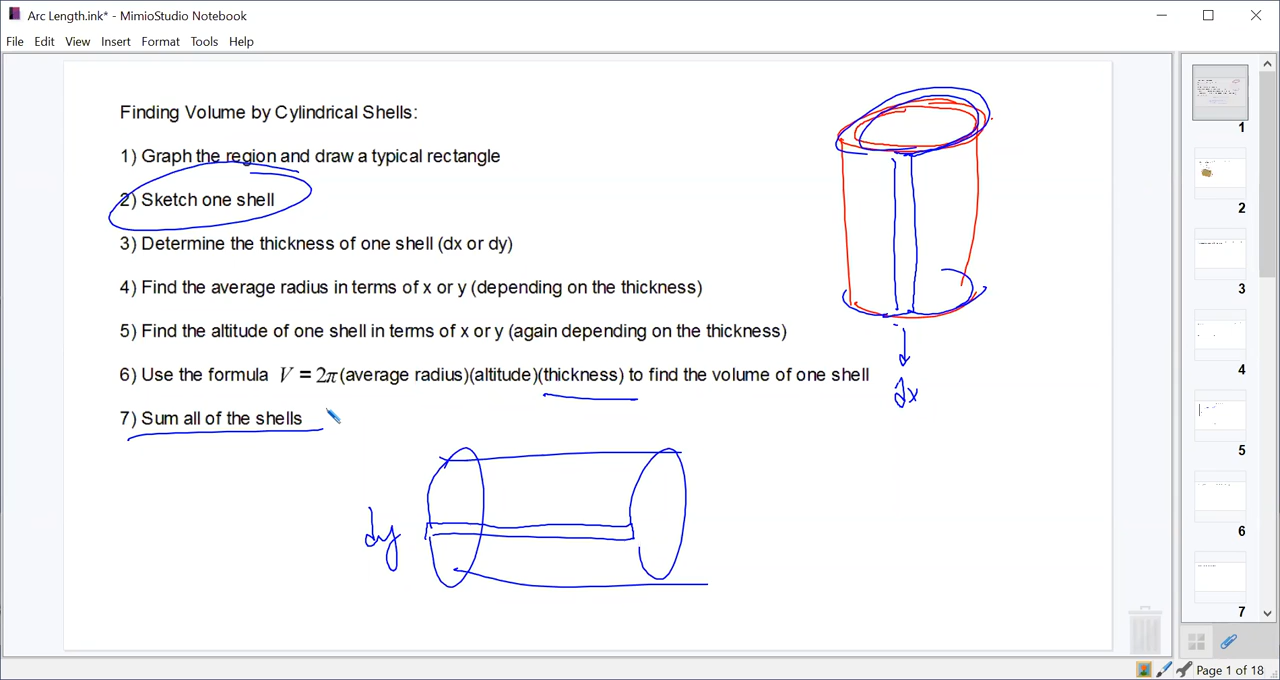 Arc Length.ink* - MimioStudio Notebook
File Edit View Insert Format Tools Help
Finding Volume by Cylindrical Shells:
1) Graph the region and draw a typical rectangle
2) Sketch one shell
3) Determine the thickness of one shell (dx or dy)
4) Find the average radius in terms of x or y (depending on the thickness)
5) Find the altitude of one shell in terms of x or y (again depending on the thickness)
6) Use the formula V = 2π(average radius)(altitude)(thickness) to find the volume of one shell
7) Sum all of the shells
dx
dy
1
2
3
4
5
6
7
Page 1 of 18